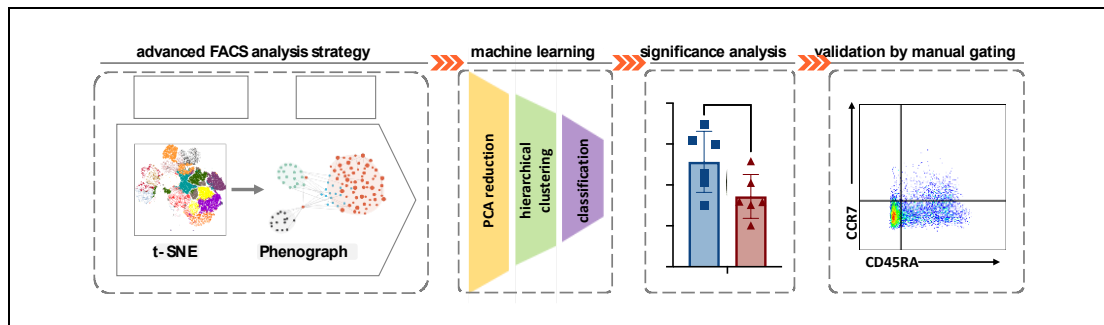 advanced FACS analysis strategy
machine learning
significance analysis
validation by manual gating
t-SNE
Phenograph
PCA reduction
hierarchical
clustering
classification
CCR7
CD45RA